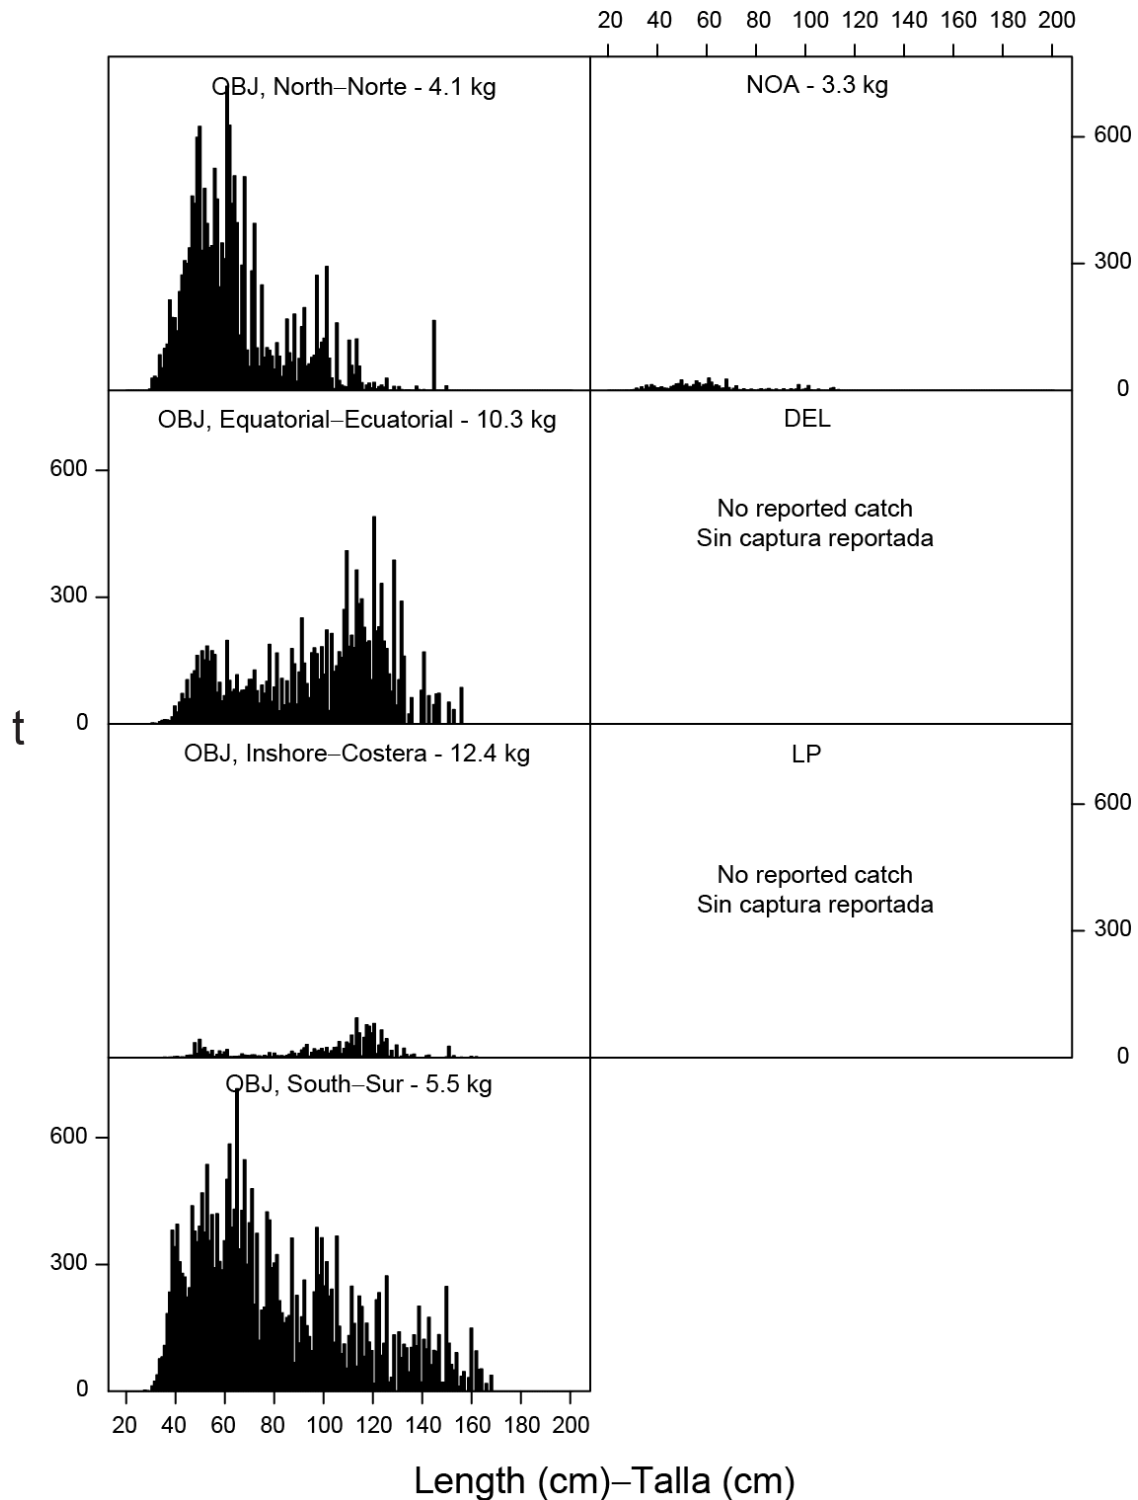 20 40 60 80 100 120 140 160 180 200
OBJ, North–Norte - 4.1 kg
NOA - 3.3 kg
600
300
0
OBJ, Equatorial–Ecuatorial - 10.3 kg
600
300
0
DEL
No reported catch
Sin captura reportada
t
OBJ, Inshore–Costera - 12.4 kg
LP
No reported catch
Sin captura reportada
600
300
0
OBJ, South–Sur - 5.5 kg
600
300
0
20 40 60 80 100 120 140 160 180 200
Length (cm)–Talla (cm)